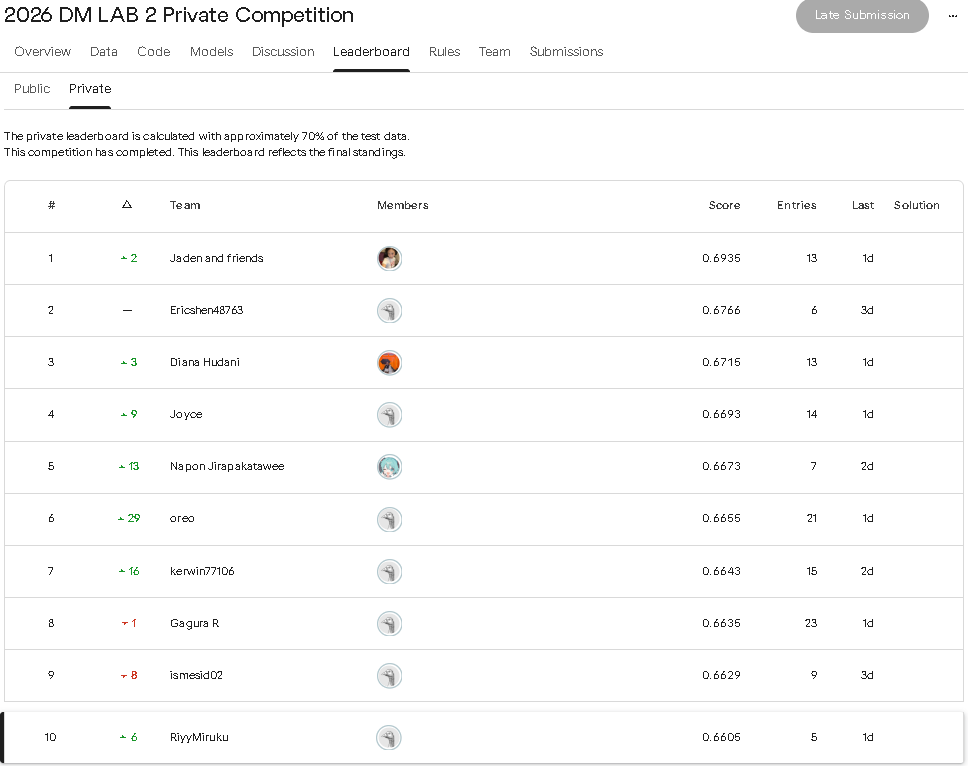 2026 DM LAB 2 Private Competition
Late Submission
...
Overview Data Code Models Discussion Leaderboard Rules Team Submissions
Public Private
The private leaderboard is calculated with approximately 70% of the test data.
This competition has completed. This leaderboard reflects the final standings.
# △ Team Members Score Entries Last Solution
1 2 Jaden and friends 0.6935 13 1d
2 — Ericshen48763 0.6766 6 3d
3 3 Diana Hudani 0.6715 13 1d
4 9 Joyce 0.6693 14 1d
5 13 Napon Jirapakatawee 0.6673 7 2d
6 29 oreo 0.6655 21 1d
7 16 kerwin77106 0.6643 15 2d
8 1 Gagura R 0.6635 23 1d
9 8 ismesid02 0.6629 9 3d
10 6 RiyyMiruku 0.6605 5 1d